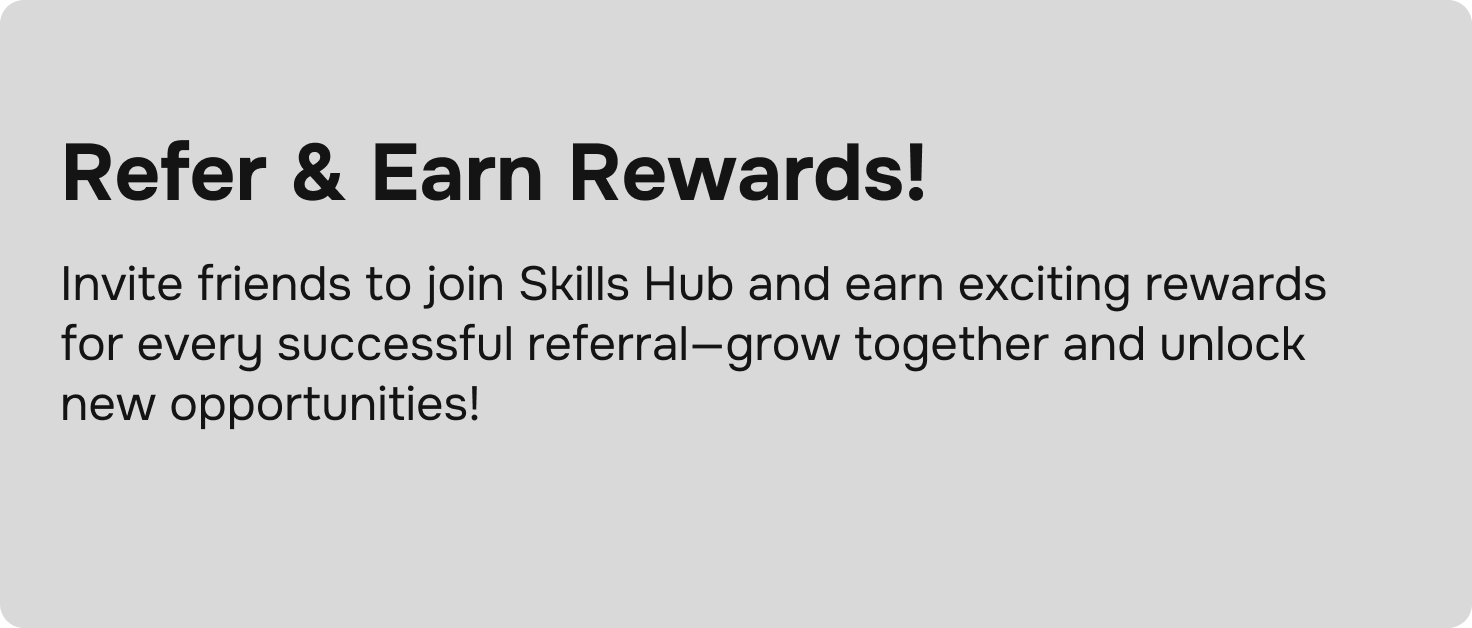 Refer & Earn Rewards!
Invite friends to join Skills Hub and earn exciting rewards
for every successful referral—grow together and unlock
new opportunities!